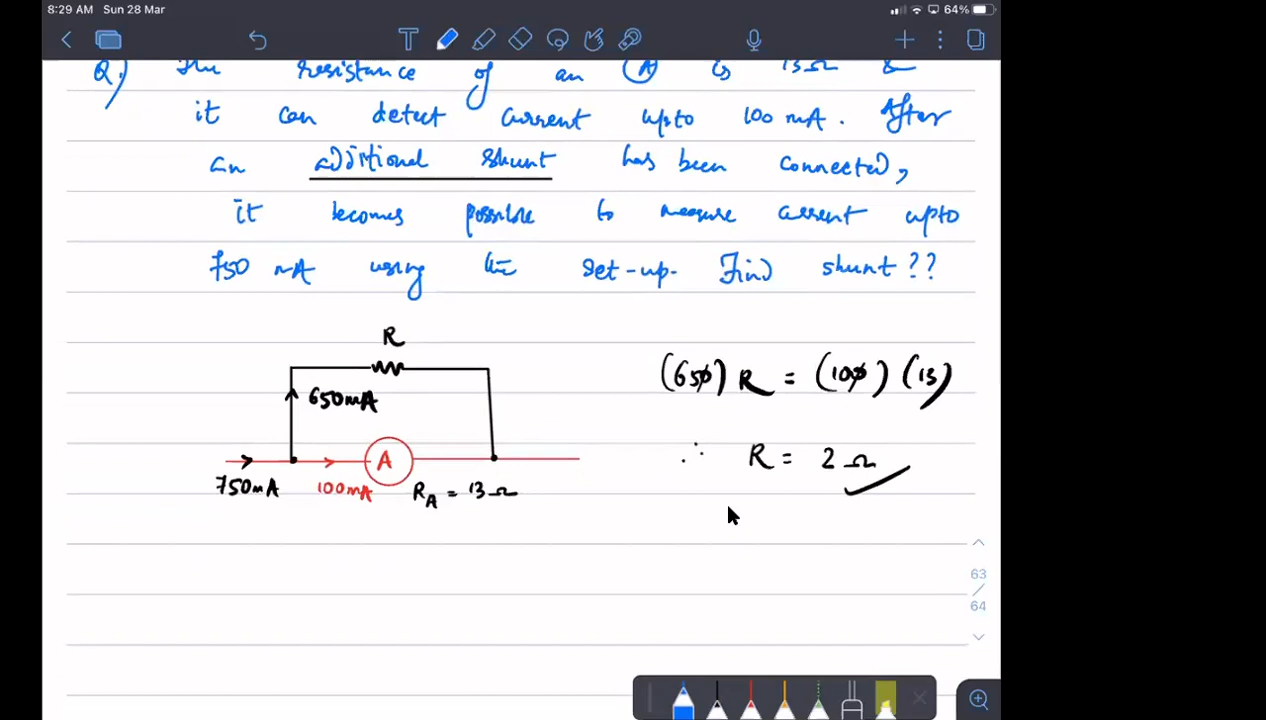 8:29 AM Sun 28 Mar
64%
Q.) The resistance of an (A) is 13Ω &
it can detect current upto 100 mA. After
an additional shunt has been connected,
it becomes possible to measure current upto
750 mA using the set-up. Find shunt??
R
650mA
A
750mA
100mA
R_A = 13Ω
(650) R = (100) (13)
∴ R = 2 Ω
63
/
64